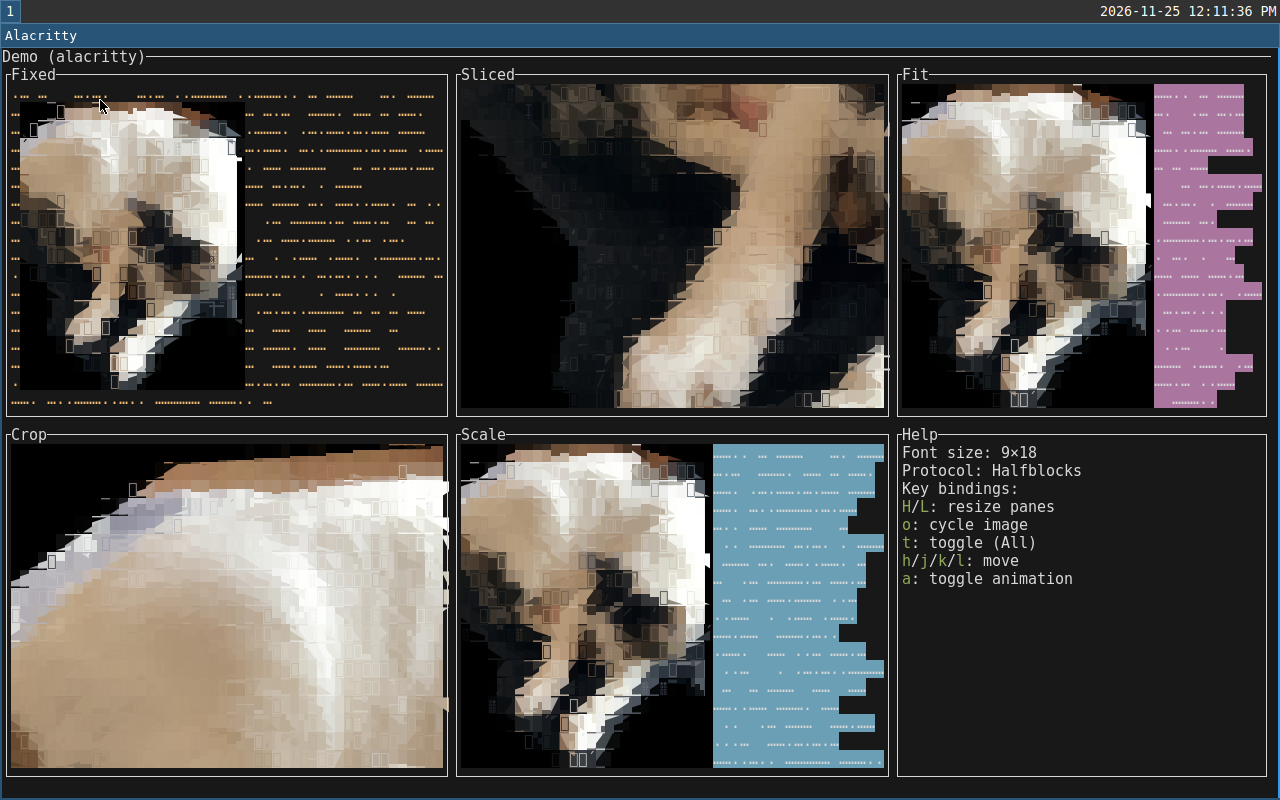 1
2026-11-25 12:11:36 PM
Alacritty
Demo (alacritty)
Fixed
Sliced
Fit
Crop
Scale
Help
Font size: 9×18
Protocol: Halfblocks
Key bindings:
H/L: resize panes
o: cycle image
t: toggle (All)
h/j/k/l: move
a: toggle animation